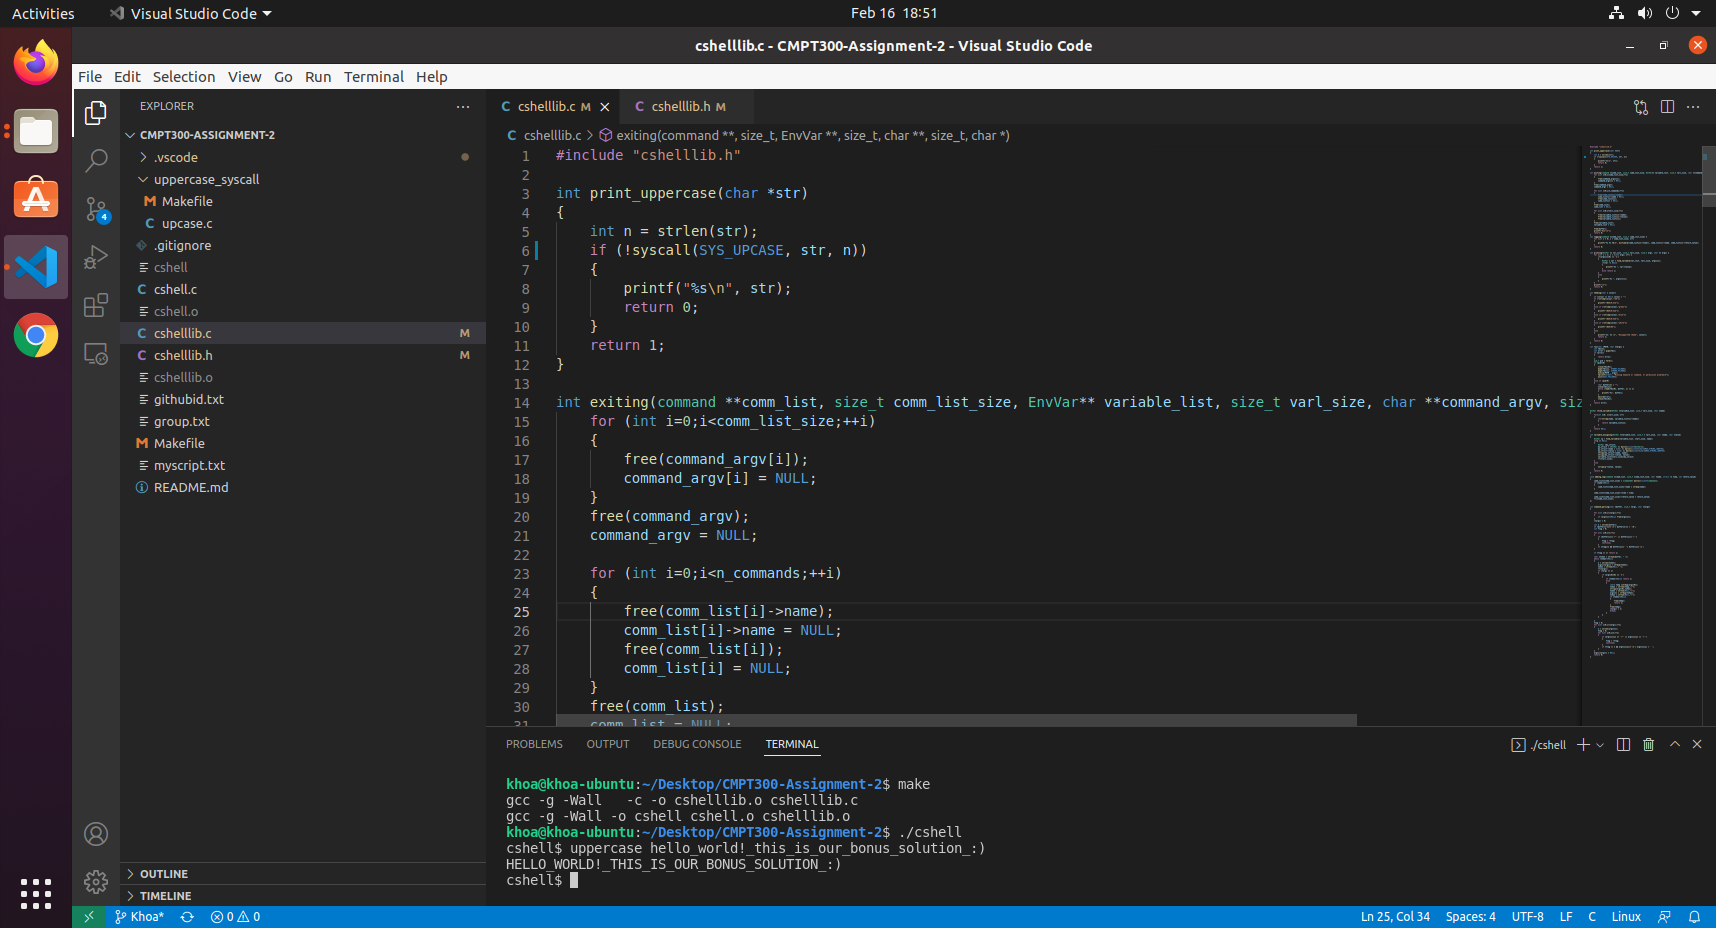 Activities
Visual Studio Code
Feb 16 18:51
cshelllib.c - CMPT300-Assignment-2 - Visual Studio Code
File Edit Selection View Go Run Terminal Help
EXPLORER
CMPT300-ASSIGNMENT-2
.vscode
uppercase_syscall
M Makefile
C upcase.c
.gitignore
cshell
C cshell.c
cshell.o
C cshelllib.c M
C cshelllib.h M
cshelllib.o
githubid.txt
group.txt
M Makefile
myscript.txt
README.md
OUTLINE
TIMELINE
4
C cshelllib.c M
C cshelllib.h M
C cshelllib.c > exiting(command **, size_t, EnvVar **, size_t, char **, size_t, char *)
1 #include "cshelllib.h"
2
3 int print_uppercase(char *str)
4 {
5 int n = strlen(str);
6 if (!syscall(SYS_UPCASE, str, n))
7 {
8 printf("%s\n", str);
9 return 0;
10 }
11 return 1;
12 }
13
14 int exiting(command **comm_list, size_t comm_list_size, EnvVar** variable_list, size_t varl_size, char **command_argv, siz
15 for (int i=0;i<comm_list_size;++i)
16 {
17 free(command_argv[i]);
18 command_argv[i] = NULL;
19 }
20 free(command_argv);
21 command_argv = NULL;
22
23 for (int i=0;i<n_commands;++i)
24 {
25 free(comm_list[i]->name);
26 comm_list[i]->name = NULL;
27 free(comm_list[i]);
28 comm_list[i] = NULL;
29 }
30 free(comm_list);
31 comm_list = NULL;
PROBLEMS OUTPUT DEBUG CONSOLE TERMINAL
./cshell
khoa@khoa-ubuntu:~/Desktop/CMPT300-Assignment-2$ make
gcc -g -Wall   -c -o cshelllib.o cshelllib.c
gcc -g -Wall -o cshell cshell.o cshelllib.o
khoa@khoa-ubuntu:~/Desktop/CMPT300-Assignment-2$ ./cshell
cshell$ uppercase hello_world!_this_is_our_bonus_solution_:)
HELLO_WORLD!_THIS_IS_OUR_BONUS_SOLUTION_:)
cshell$
Khoa* 0 0
Ln 25, Col 34 Spaces: 4 UTF-8 LF C Linux